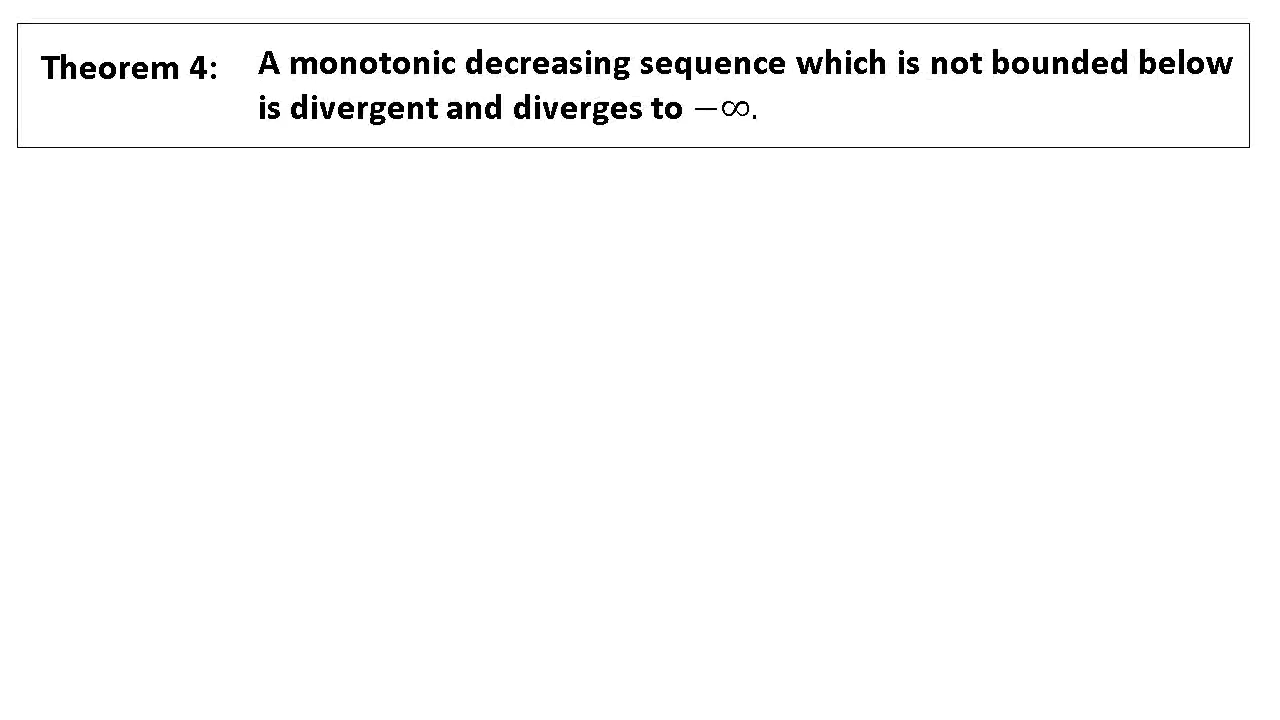 Theorem 4: A monotonic decreasing sequence which is not bounded below
is divergent and diverges to −∞.